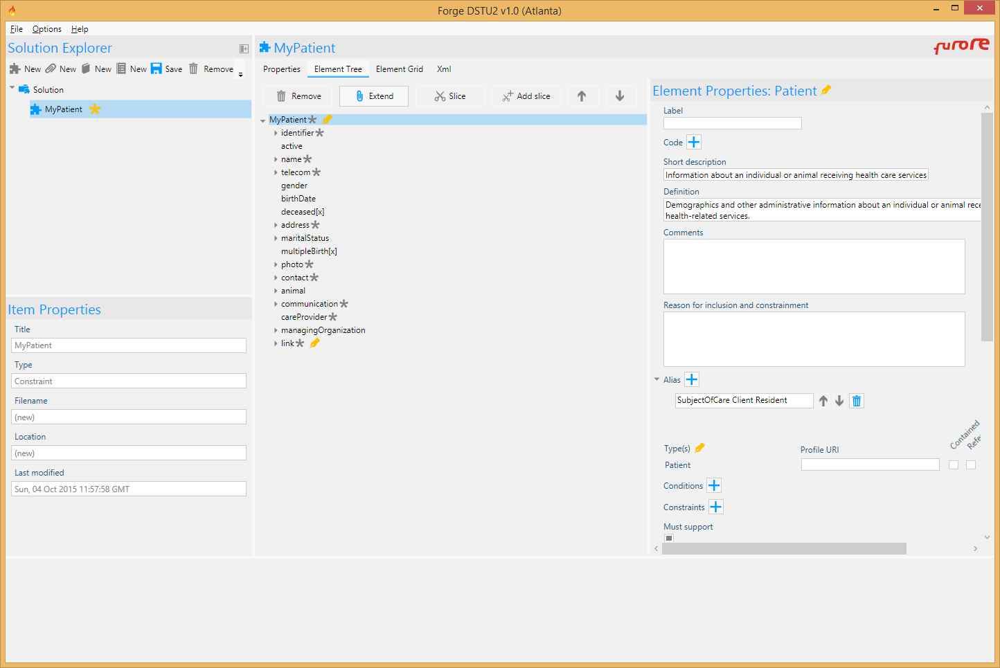 Forge DSTU2 v1.0 (Atlanta)
File Options Help
Solution Explorer
New New New New Save Remove
Solution
MyPatient
Item Properties
Title
MyPatient
Type
Constraint
Filename
(new)
Location
(new)
Last modified
Sun, 04 Oct 2015 11:57:58 GMT
MyPatient
furore
Properties Element Tree Element Grid Xml
Remove Extend Slice Add slice
MyPatient
identifier
active
name
telecom
gender
birthDate
deceased[x]
address
maritalStatus
multipleBirth[x]
photo
contact
animal
communication
careProvider
managingOrganization
link
Element Properties: Patient
Label
Code
Short description
Information about an individual or animal receiving health care services
Definition
Demographics and other administrative information about an individual or animal rece
health-related services.
Comments
Reason for inclusion and constrainment
Alias
SubjectOfCare Client Resident
Contained
Refe
Type(s) Profile URI
Patient
Conditions
Constraints
Must support